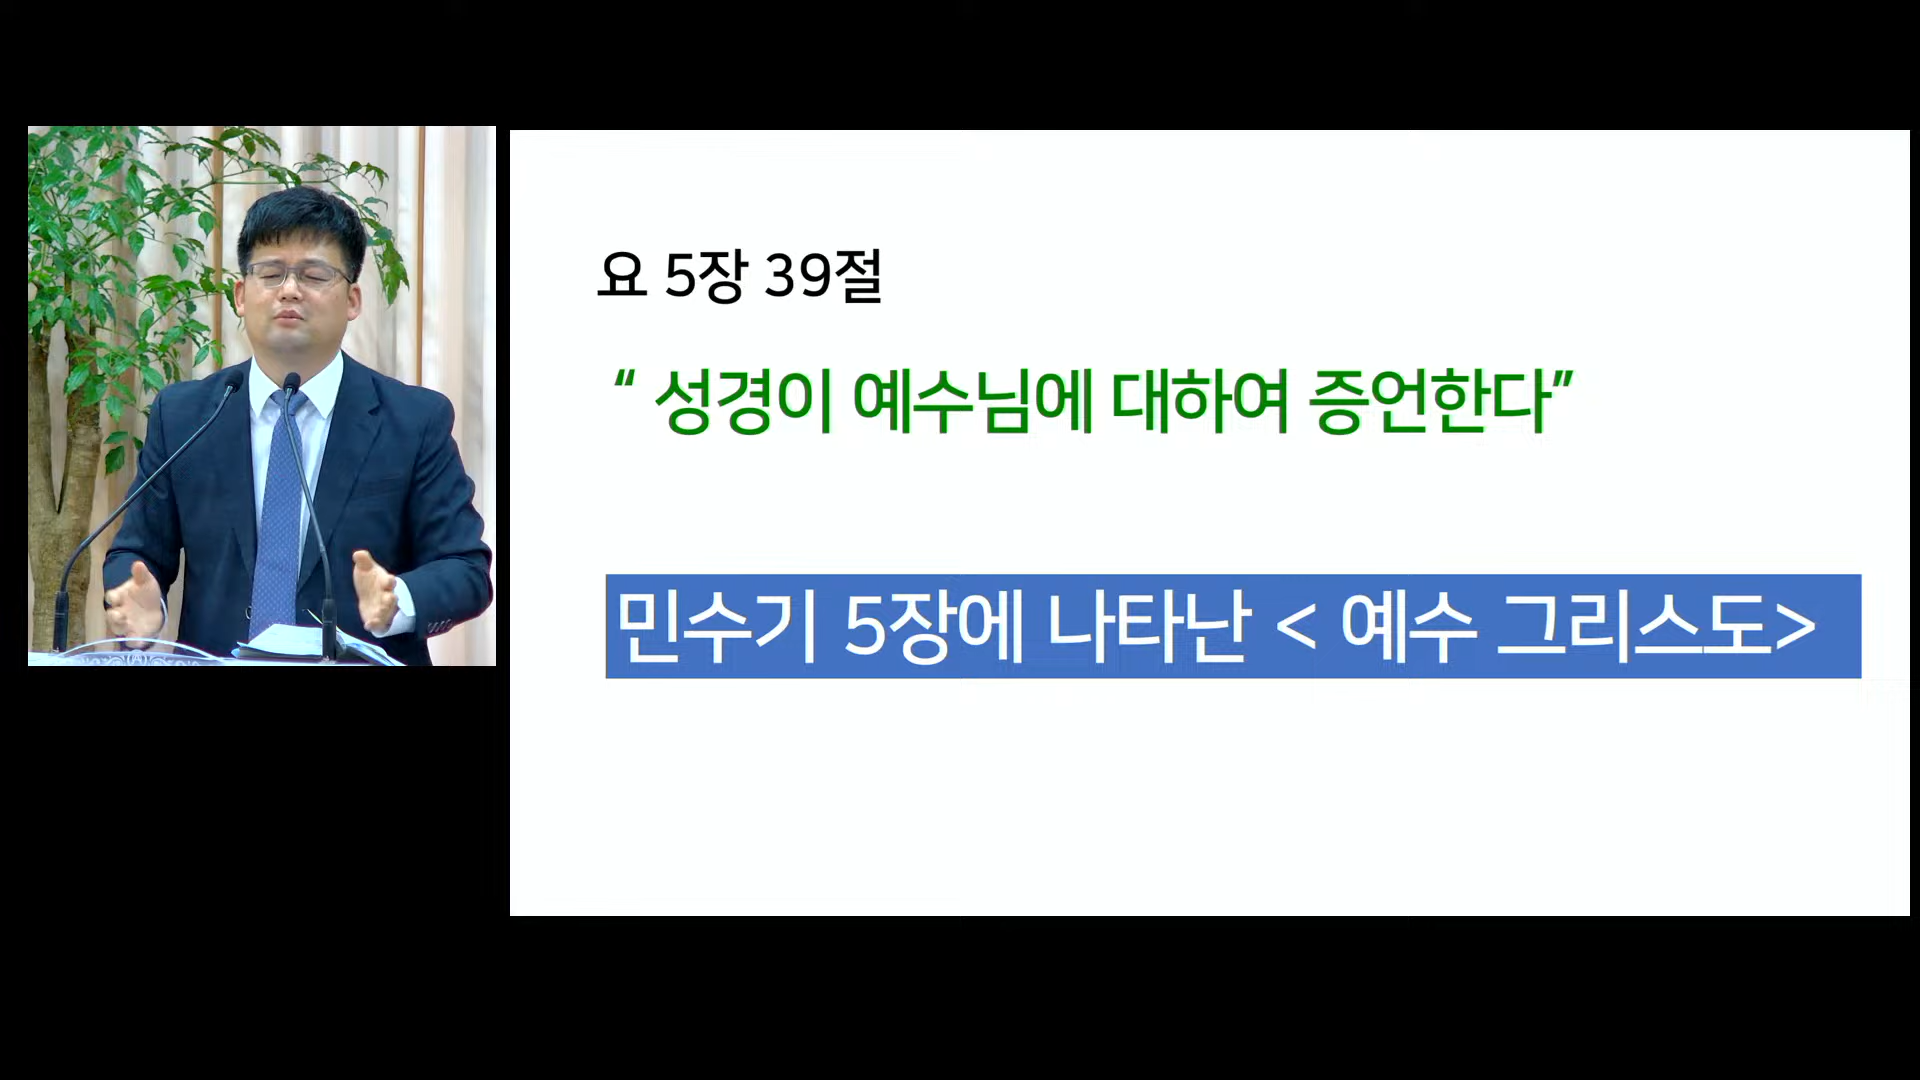 요 5장 39절
“ 성경이 예수님에 대하여 증언한다”
민수기 5장에 나타난 < 예수 그리스도>